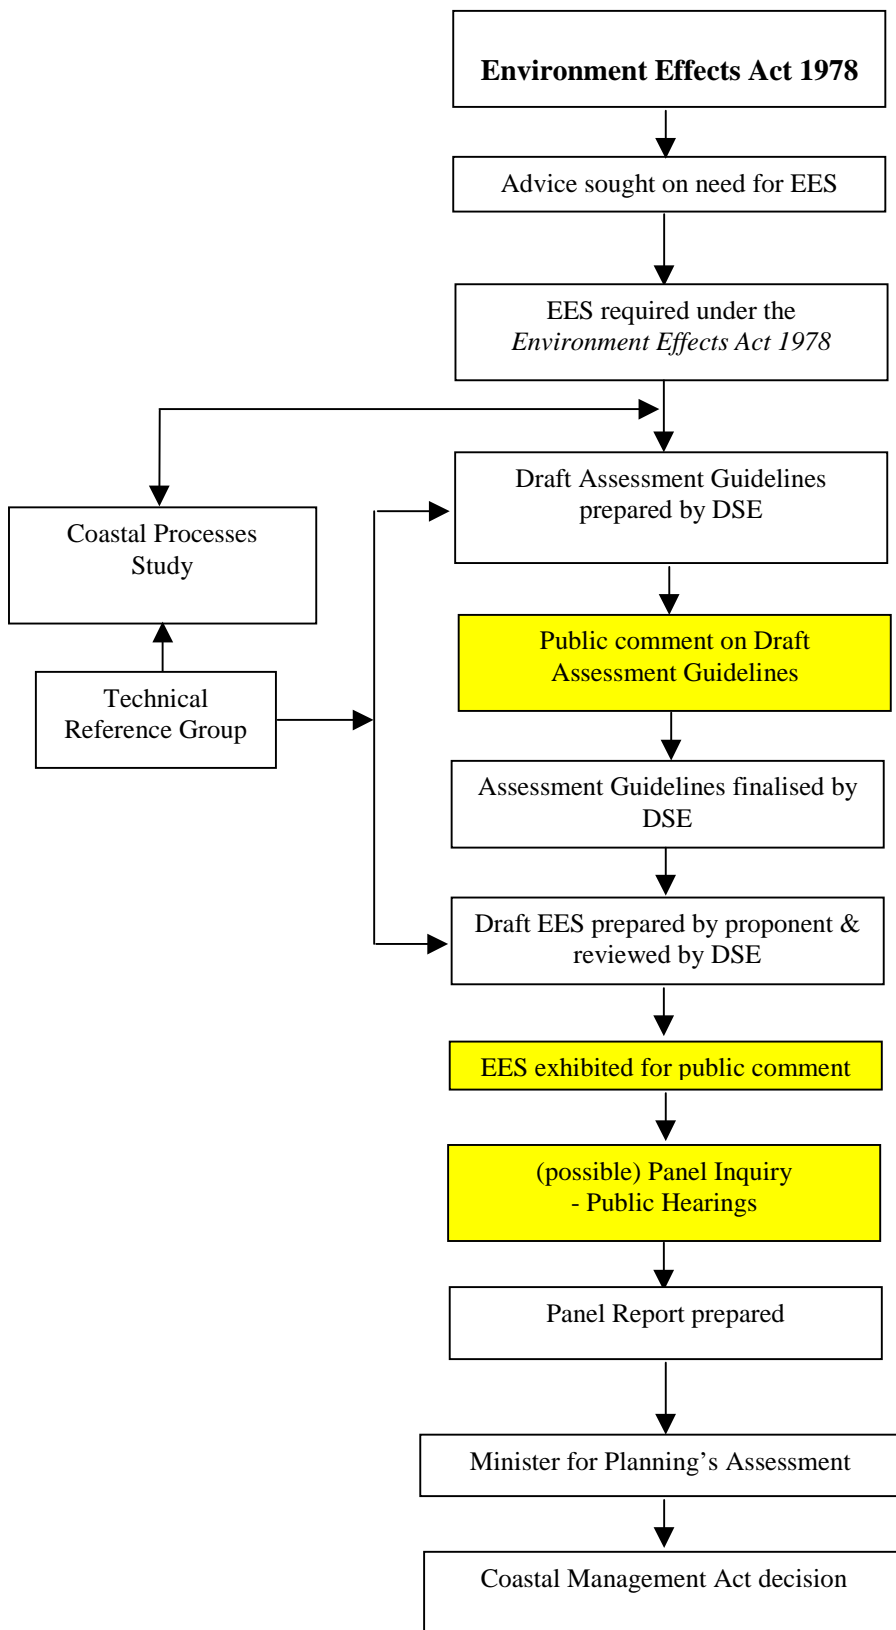 Environment Effects Act 1978
Advice sought on need for EES
EES required under the
Environment Effects Act 1978
Draft Assessment Guidelines
prepared by DSE
Coastal Processes
Study
Public comment on Draft
Assessment Guidelines
Technical
Reference Group
Assessment Guidelines finalised by
DSE
Draft EES prepared by proponent &
reviewed by DSE
EES exhibited for public comment
(possible) Panel Inquiry
- Public Hearings
Panel Report prepared
Minister for Planning’s Assessment
Coastal Management Act decision